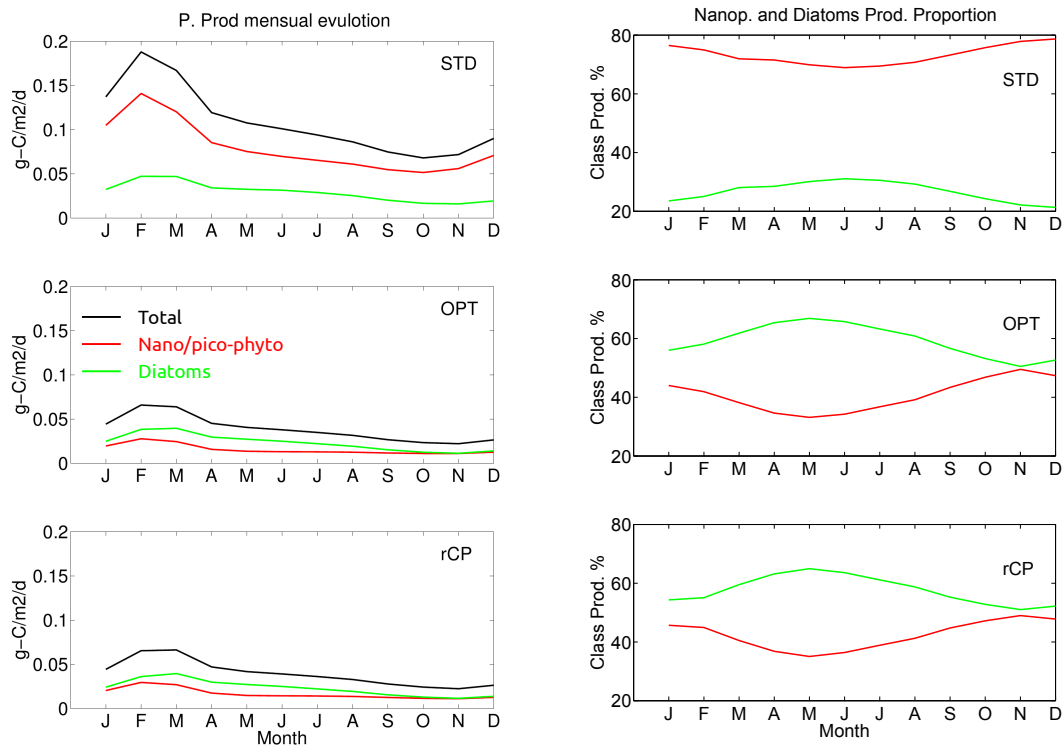 P. Prod mensual evulotion
0.2
0.15
0.1
0.05
0
g-C/m2/d
STD
J F M A M J J A S O N D
Nanop. and Diatoms Prod. Proportion
80
60
40
20
Class Prod. %
STD
J F M A M J J A S O N D
0.2
0.15
0.1
0.05
0
g-C/m2/d
OPT
Total
Nano/pico-phyto
Diatoms
J F M A M J J A S O N D
80
60
40
20
Class Prod. %
OPT
J F M A M J J A S O N D
0.2
0.15
0.1
0.05
0
g-C/m2/d
rCP
J F M A M J J A S O N D
Month
80
60
40
20
Class Prod. %
rCP
J F M A M J J A S O N D
Month